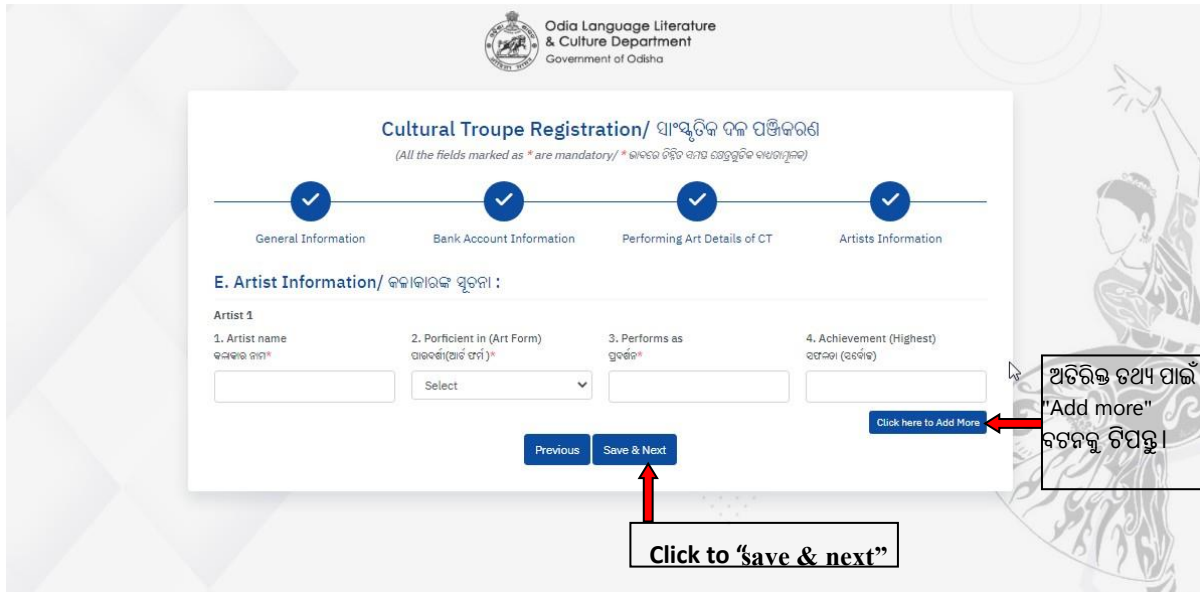 Odia Language Literature
& Culture Department
Government of Odisha
Cultural Troupe Registration/ ସାଂସ୍କୃତିକ ଦଳ ପଞ୍ଜିକରଣ
(All the fields marked as * are mandatory/ * ଭାବରେ ଚିହ୍ନିତ ସମସ୍ତ କ୍ଷେତ୍ରଗୁଡିକ ବାଧ୍ୟତାମୂଳକ)
General Information
Bank Account Information
Performing Art Details of CT
Artists Information
E. Artist Information/ କଳାକାରଙ୍କ ସୂଚନା :
Artist 1
1. Artist name
କଳାକାର ନାମ*
2. Porficient in (Art Form)
ପାରଦର୍ଶୀ(ଆର୍ଟ ଫର୍ମ )*
Select
3. Performs as
ପ୍ରଦର୍ଶନ*
4. Achievement (Highest)
ସଫଳତା (ସର୍ବୋଚ୍ଚ)
Click here to Add More
Previous
Save & Next
ଅତିରିକ୍ତ ତଥ୍ୟ ପାଇଁ
"Add more"
ବଟନକୁ ଟିପନ୍ତୁ।
Click to “save & next”